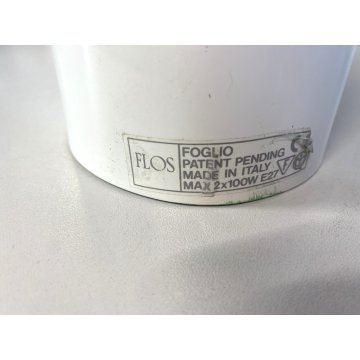 FLOS
FOGLIO
PATENT PENDING
MADE IN ITALY
MAX 2x100W E27
F